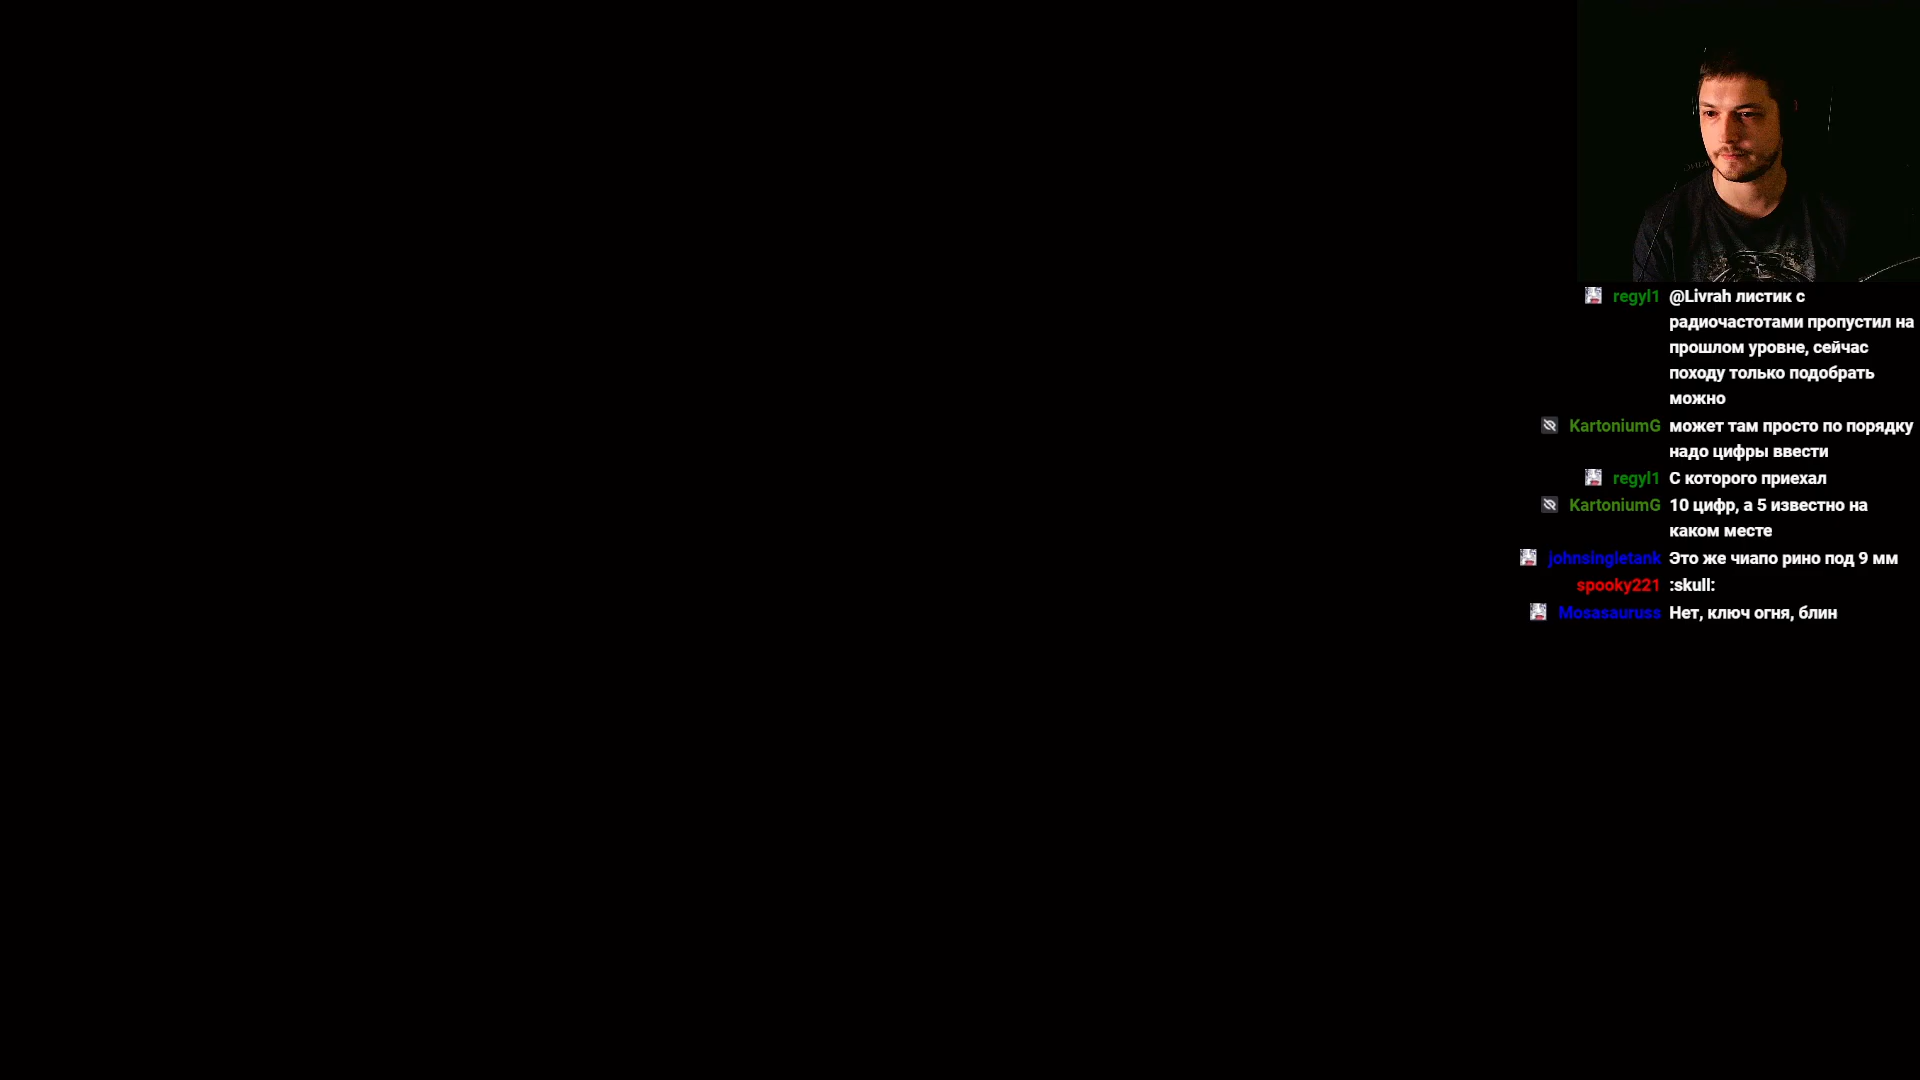 regyl1 @Livrah листик с
радиочастотами пропустил на
прошлом уровне, сейчас
походу только подобрать
можно
KartoniumG может там просто по порядку
надо цифры ввести
regyl1 С которого приехал
KartoniumG 10 цифр, а 5 известно на
каком месте
johnsingletank Это же чиапо рино под 9 мм
spooky221 :skull:
Mosasauruss Нет, ключ огня, блин